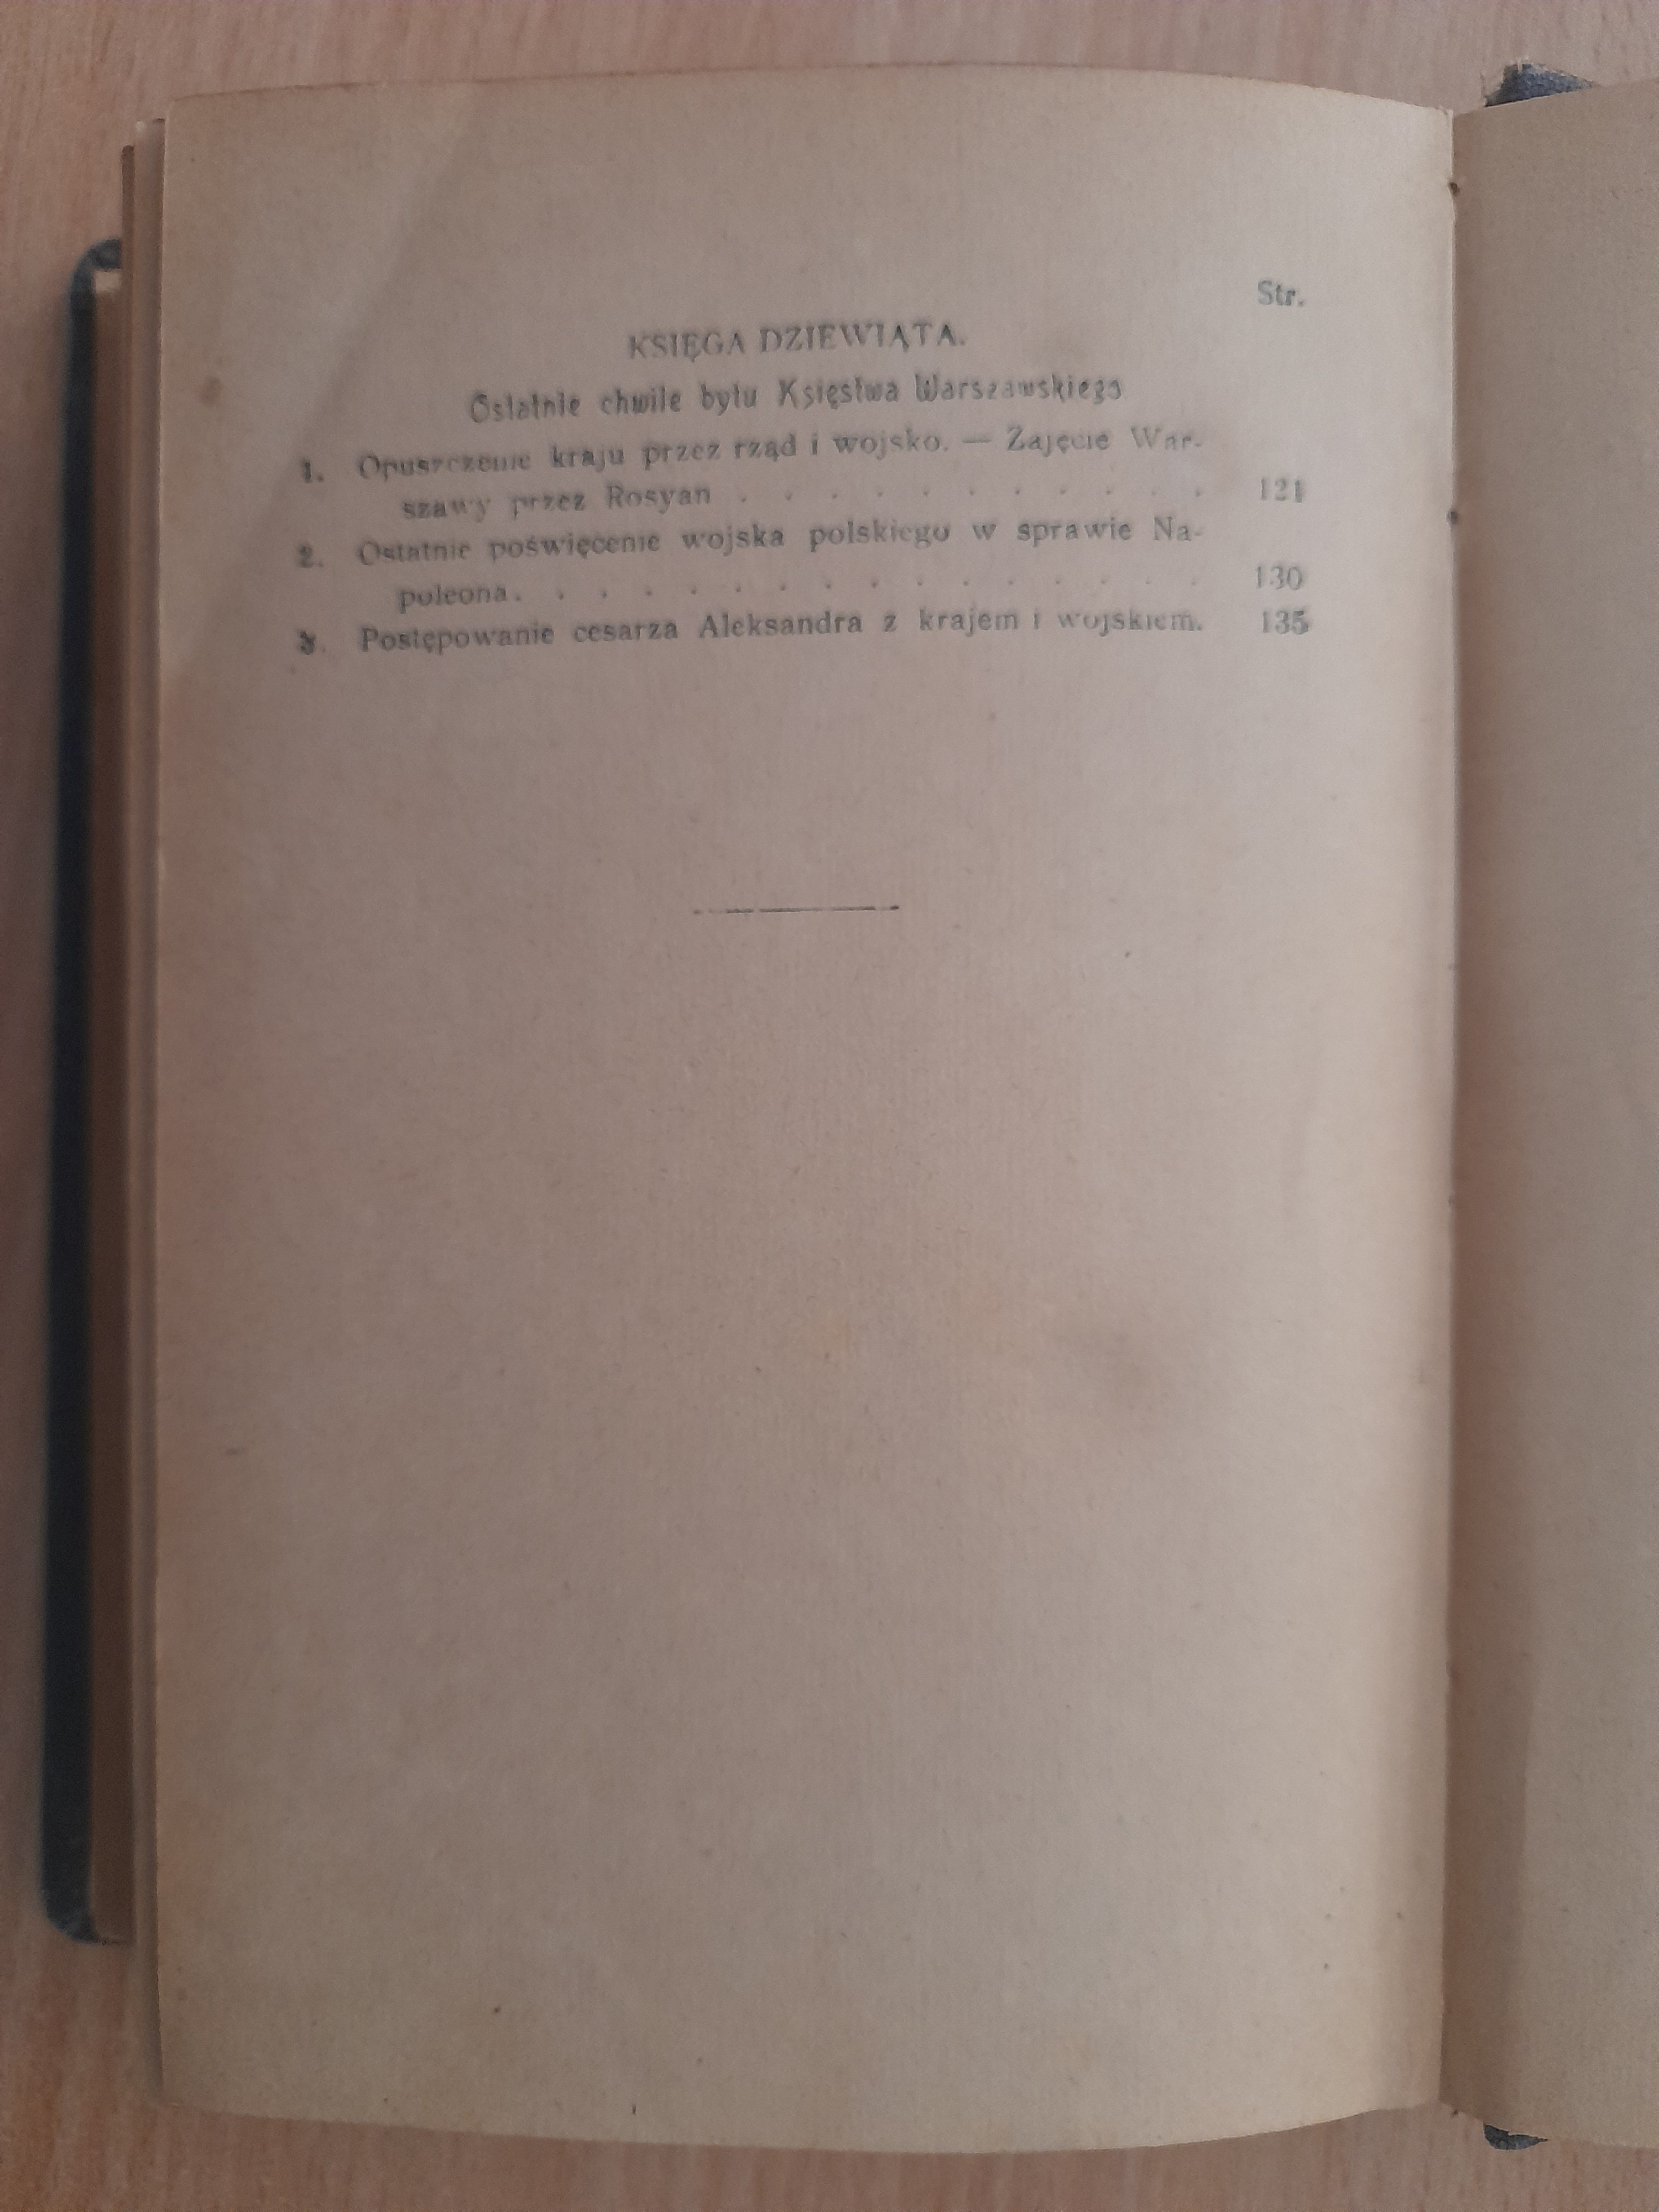 Str.
KSIĘGA DZIEWIĄTA.
Ostatnie chwile bytu Księstwa Warszawskiego
1. Opuszczenie kraju przez rząd i wojsko. — Zajęcie War-
szawy przez Rosyan . . . . . . . . . . . 121
2. Ostatnie poświęcenie wojska polskiego w sprawie Na-
poleona. . . . . . . . . . . . . . . . 130
3. Postępowanie cesarza Aleksandra z krajem i wojskiem. 135